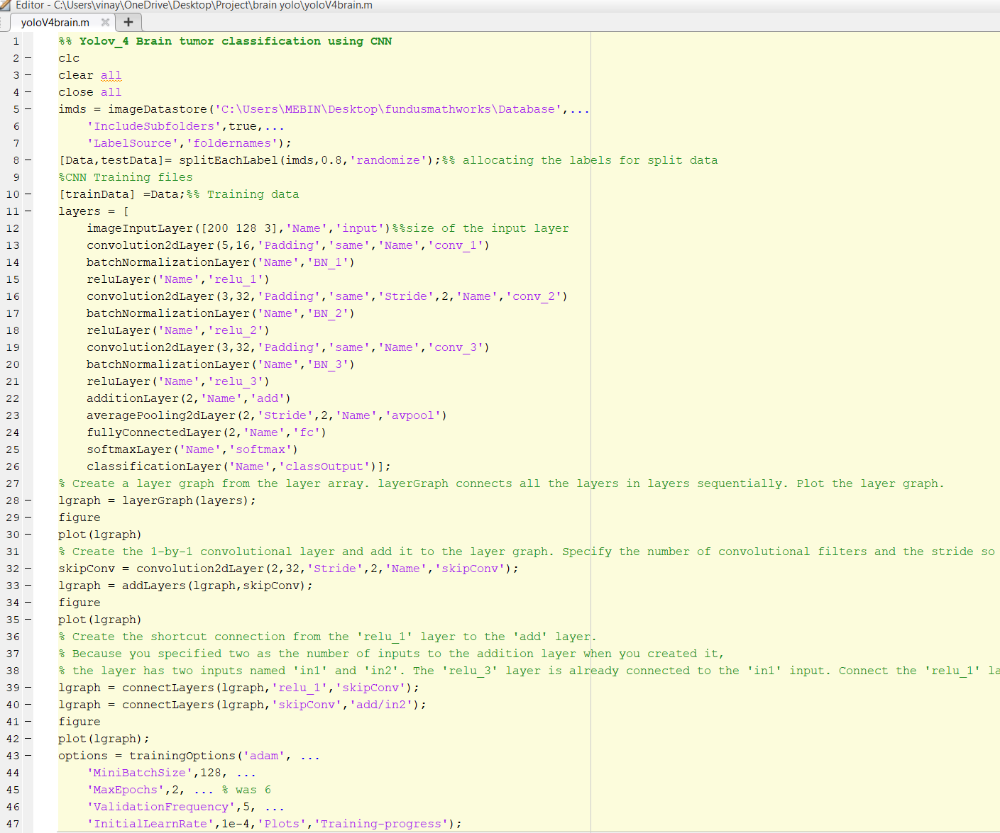 Editor - C:\Users\vinay\OneDrive\Desktop\Project\brain yolo\yoloV4brain.m
yoloV4brain.m
1 %% Yolov_4 Brain tumor classification using CNN
2 clc
3 clear all
4 close all
5 imds = imageDatastore('C:\Users\MEBIN\Desktop\fundusmathworks\Database',...
6 'IncludeSubfolders',true,...
7 'LabelSource','foldernames');
8 [Data,testData]= splitEachLabel(imds,0.8,'randomize');%% allocating the labels for split data
9 %CNN Training files
10 [trainData] =Data;%% Training data
11 layers = [
12 imageInputLayer([200 128 3],'Name','input')%%size of the input layer
13 convolution2dLayer(5,16,'Padding','same','Name','conv_1')
14 batchNormalizationLayer('Name','BN_1')
15 reluLayer('Name','relu_1')
16 convolution2dLayer(3,32,'Padding','same','Stride',2,'Name','conv_2')
17 batchNormalizationLayer('Name','BN_2')
18 reluLayer('Name','relu_2')
19 convolution2dLayer(3,32,'Padding','same','Name','conv_3')
20 batchNormalizationLayer('Name','BN_3')
21 reluLayer('Name','relu_3')
22 additionLayer(2,'Name','add')
23 averagePooling2dLayer(2,'Stride',2,'Name','avpool')
24 fullyConnectedLayer(2,'Name','fc')
25 softmaxLayer('Name','softmax')
26 classificationLayer('Name','classOutput')];
27 % Create a layer graph from the layer array. layerGraph connects all the layers in layers sequentially. Plot the layer graph.
28 lgraph = layerGraph(layers);
29 figure
30 plot(lgraph)
31 % Create the 1-by-1 convolutional layer and add it to the layer graph. Specify the number of convolutional filters and the stride so
32 skipConv = convolution2dLayer(2,32,'Stride',2,'Name','skipConv');
33 lgraph = addLayers(lgraph,skipConv);
34 figure
35 plot(lgraph)
36 % Create the shortcut connection from the 'relu_1' layer to the 'add' layer.
37 % Because you specified two as the number of inputs to the addition layer when you created it,
38 % the layer has two inputs named 'in1' and 'in2'. The 'relu_3' layer is already connected to the 'in1' input. Connect the 'relu_1' la
39 lgraph = connectLayers(lgraph,'relu_1','skipConv');
40 lgraph = connectLayers(lgraph,'skipConv','add/in2');
41 figure
42 plot(lgraph);
43 options = trainingOptions('adam', ...
44 'MiniBatchSize',128, ...
45 'MaxEpochs',2, ... % was 6
46 'ValidationFrequency',5, ...
47 'InitialLearnRate',1e-4,'Plots','Training-progress');